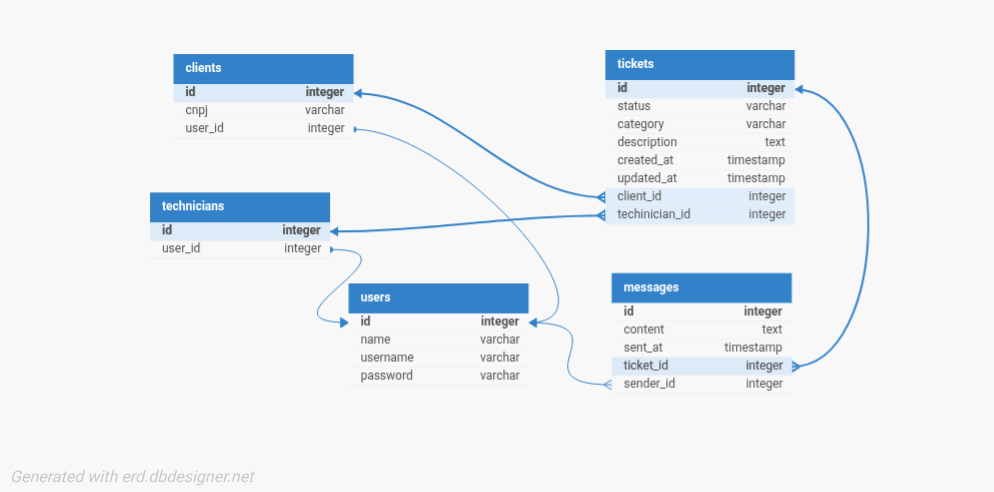 clients
id integer
cnpj varchar
user_id integer
tickets
id integer
status varchar
category varchar
description text
created_at timestamp
updated_at timestamp
client_id integer
techinician_id integer
technicians
id integer
user_id integer
users
id integer
name varchar
username varchar
password varchar
messages
id integer
content text
sent_at timestamp
ticket_id integer
sender_id integer
Generated with erd.dbdesigner.net